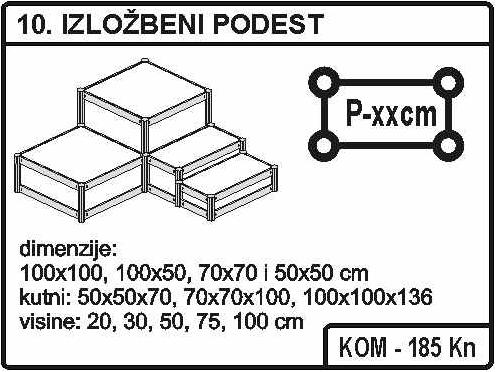 10. IZLOŽBENI PODEST
P-xxcm
dimenzije:
100x100, 100x50, 70x70 i 50x50 cm
kutni: 50x50x70, 70x70x100, 100x100x136
visine: 20, 30, 50, 75, 100 cm
KOM - 185 Kn